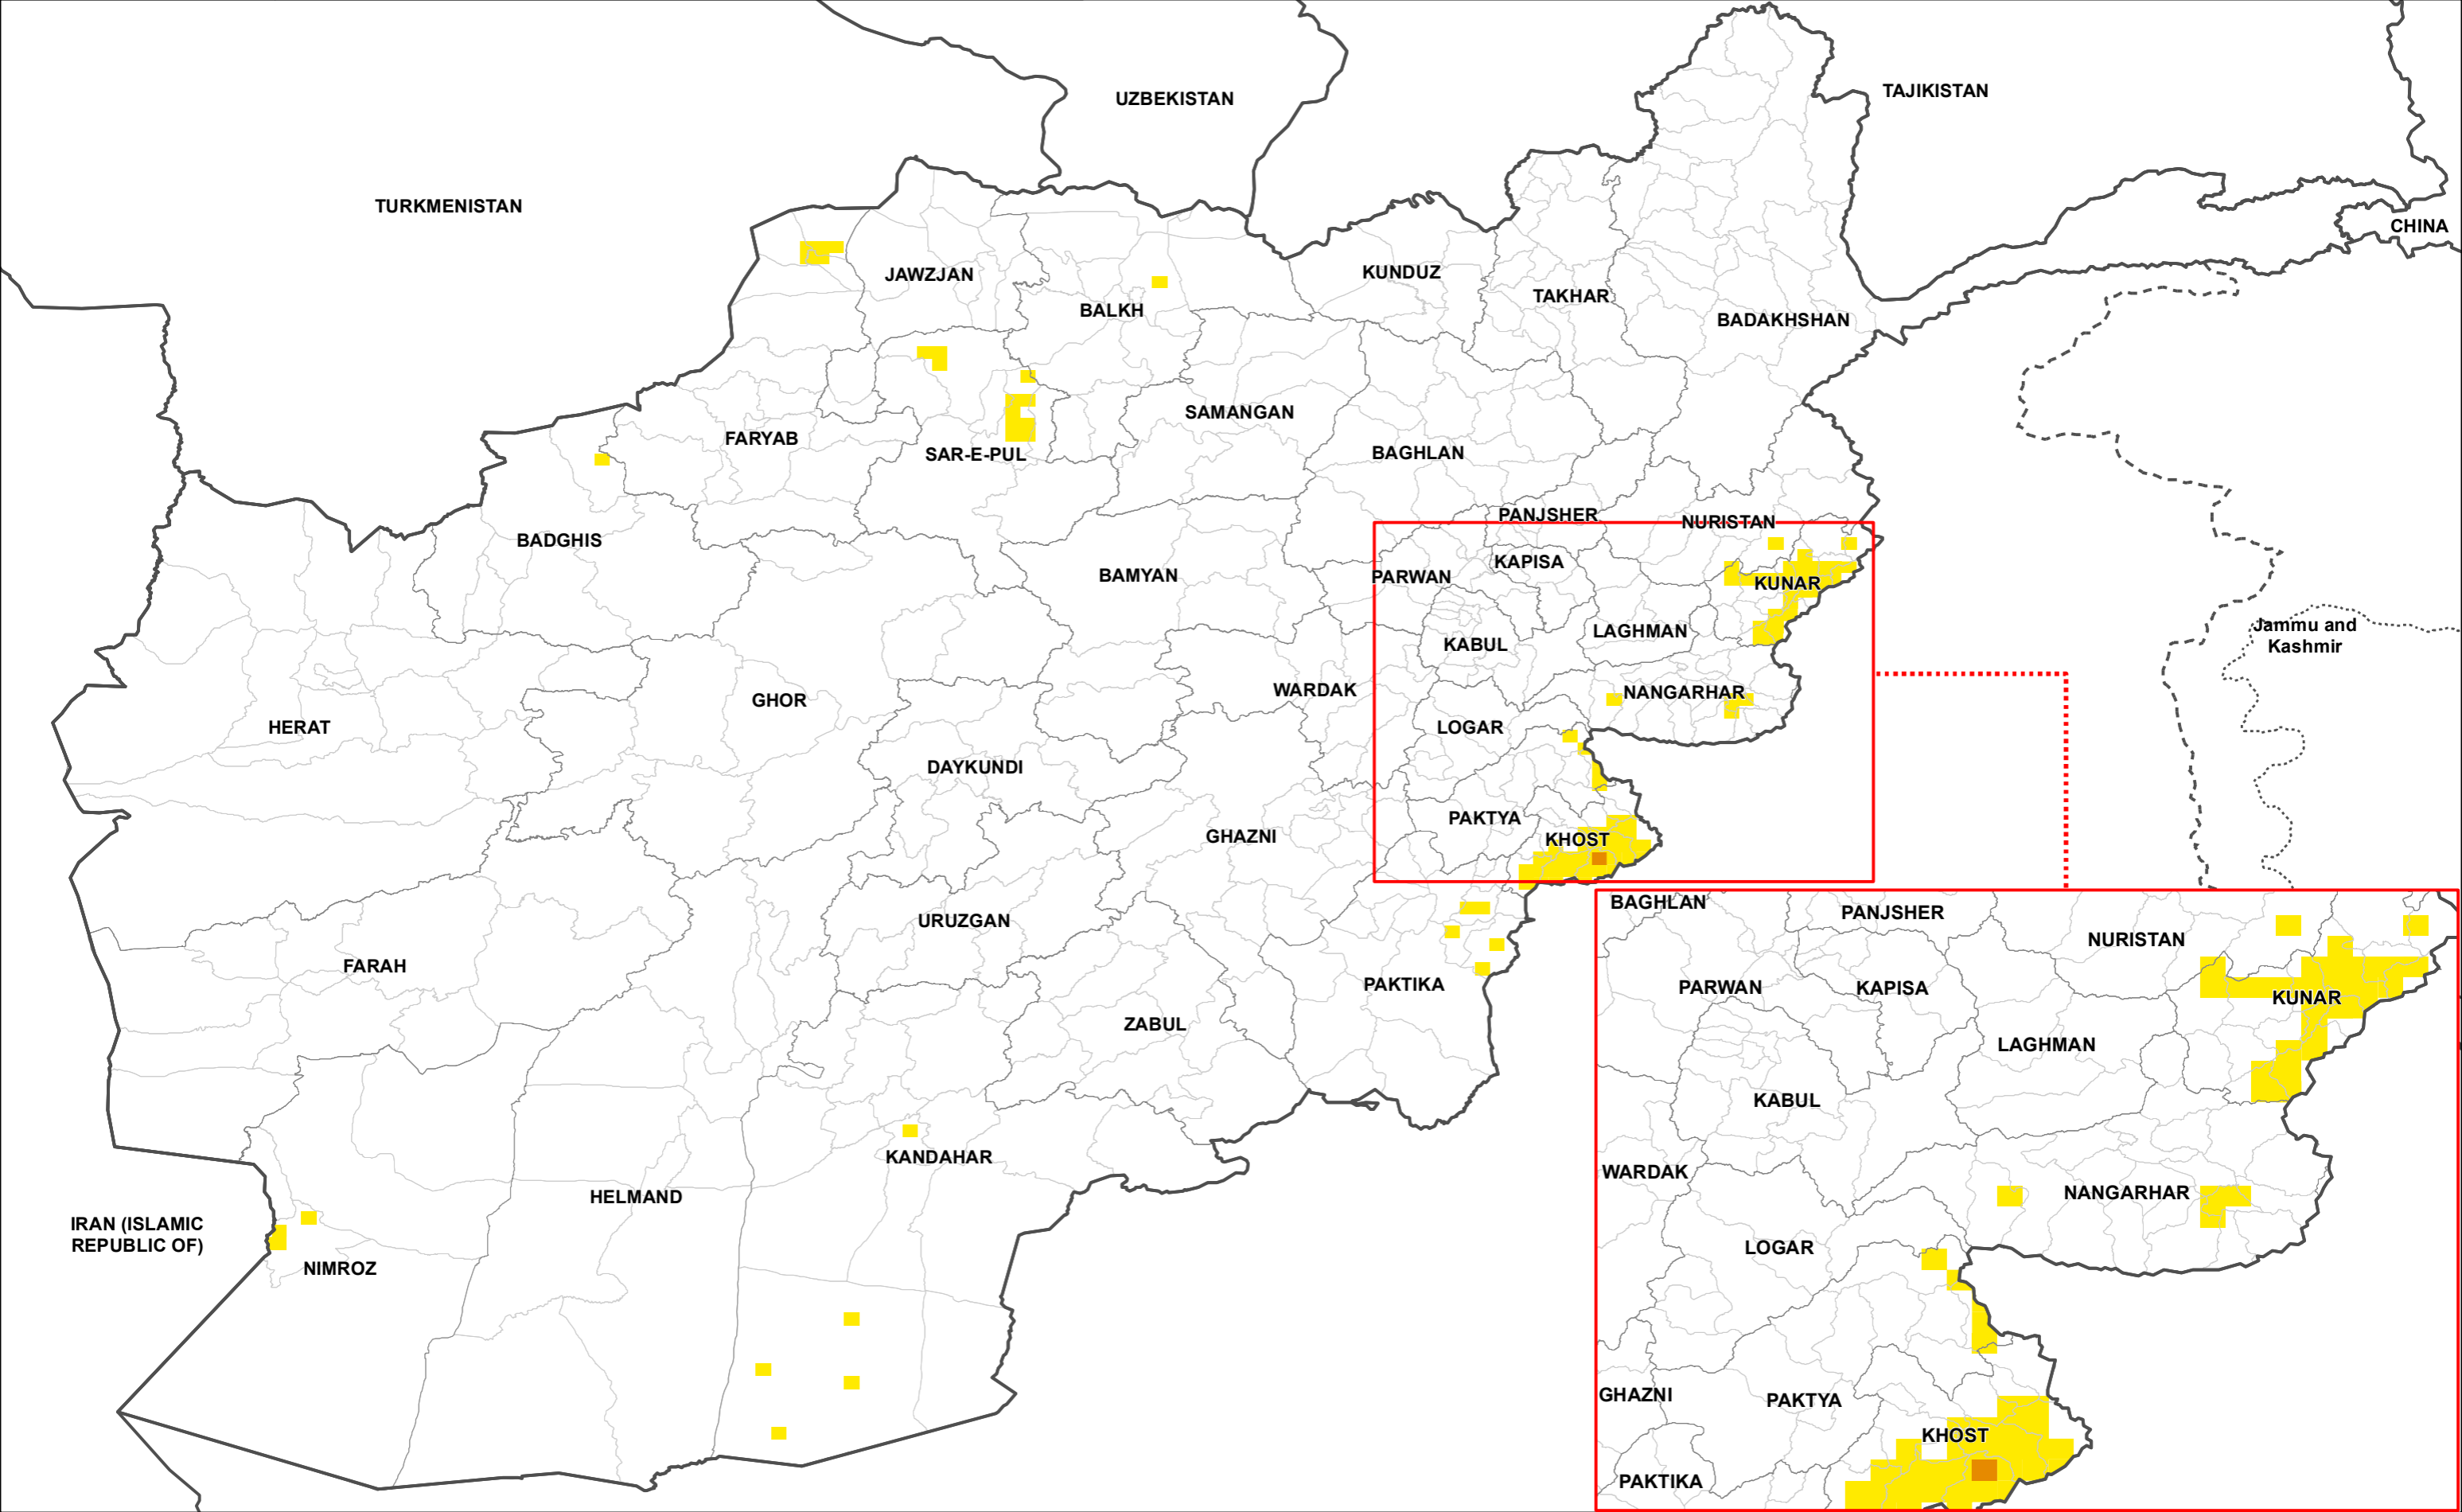 UZBEKISTAN
TAJIKISTAN
TURKMENISTAN
CHINA
JAWZJAN
KUNDUZ
BALKH
TAKHAR
BADAKHSHAN
SAMANGAN
FARYAB
SAR-E-PUL
BAGHLAN
PANJSHER
NURISTAN
BADGHIS
KAPISA
BAMYAN
PARWAN
KUNAR
LAGHMAN
Jammu and
Kashmir
KABUL
WARDAK
NANGARHAR
GHOR
HERAT
LOGAR
DAYKUNDI
PAKTYA
GHAZNI
KHOST
URUZGAN
FARAH
PAKTIKA
ZABUL
KANDAHAR
HELMAND
IRAN (ISLAMIC
REPUBLIC OF)
NIMROZ
BAGHLAN
PANJSHER
NURISTAN
PARWAN
KAPISA
KUNAR
LAGHMAN
KABUL
WARDAK
NANGARHAR
LOGAR
GHAZNI
PAKTYA
KHOST
PAKTIKA